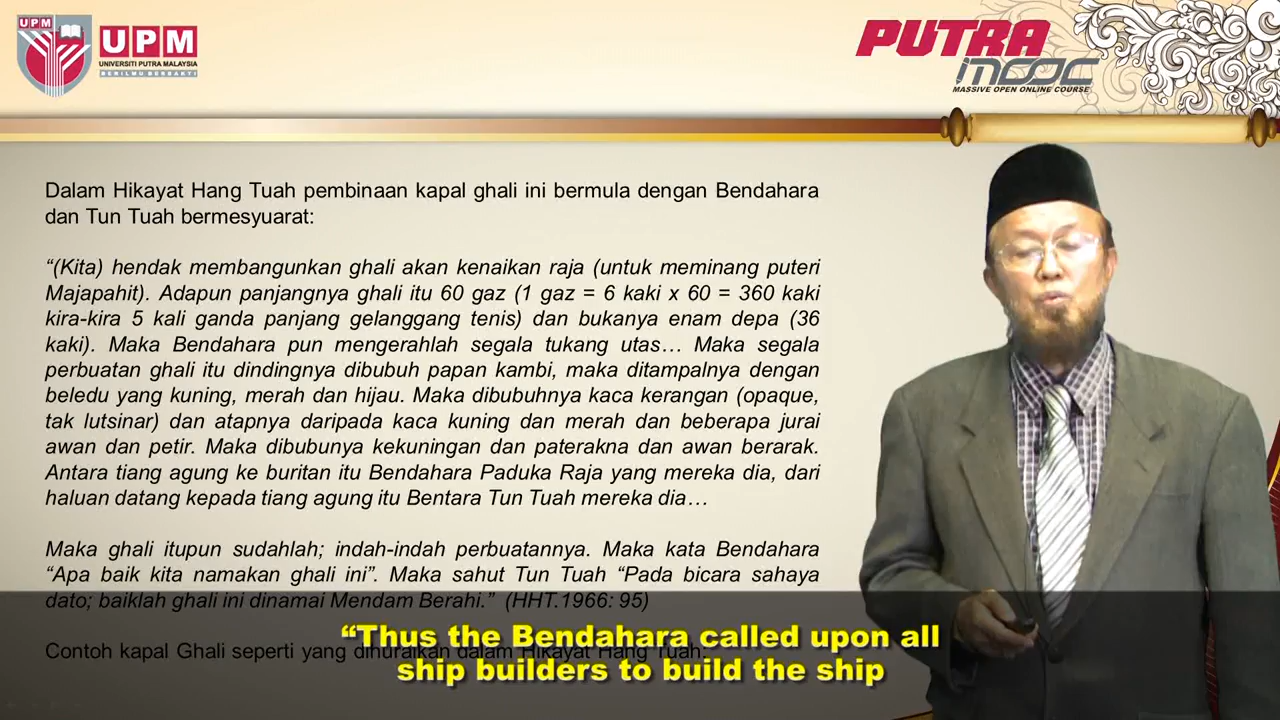 UPM
UPM
UNIVERSITI PUTRA MALAYSIA
BERILMU BERBAKTI
PUTRA
mooc
MASSIVE OPEN ONLINE COURSE
Dalam Hikayat Hang Tuah pembinaan kapal ghali ini bermula dengan Bendahara
dan Tun Tuah bermesyuarat:
“(Kita) hendak membangunkan ghali akan kenaikan raja (untuk meminang puteri
Majapahit). Adapun panjangnya ghali itu 60 gaz (1 gaz = 6 kaki x 60 = 360 kaki
kira-kira 5 kali ganda panjang gelanggang tenis) dan bukanya enam depa (36
kaki). Maka Bendahara pun mengerahlah segala tukang utas… Maka segala
perbuatan ghali itu dindingnya dibubuh papan kambi, maka ditampalnya dengan
beledu yang kuning, merah dan hijau. Maka dibubuhnya kaca kerangan (opaque,
tak lutsinar) dan atapnya daripada kaca kuning dan merah dan beberapa jurai
awan dan petir. Maka dibubunya kekuningan dan paterakna dan awan berarak.
Antara tiang agung ke buritan itu Bendahara Paduka Raja yang mereka dia, dari
haluan datang kepada tiang agung itu Bentara Tun Tuah mereka dia…
Maka ghali itupun sudahlah; indah-indah perbuatannya. Maka kata Bendahara
“Apa baik kita namakan ghali ini”. Maka sahut Tun Tuah “Pada bicara sahaya
dato; baiklah ghali ini dinamai Mendam Berahi.” (HHT.1966: 95)
Contoh kapal Ghali seperti yang dihuraikan dalam Hikayat Hang Tuah:
“Thus the Bendahara called upon all
ship builders to build the ship